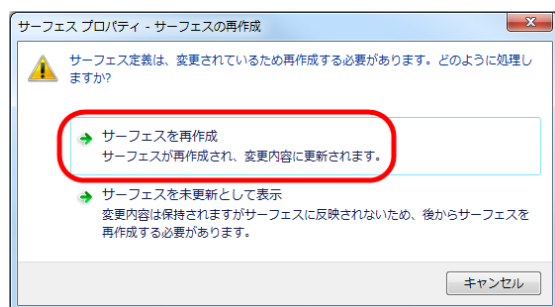 サーフェス プロパティ - サーフェスの再作成
サーフェス定義は、変更されているため再作成する必要があります。どのように処理し
ますか?
サーフェスを再作成
サーフェスが再作成され、変更内容に更新されます。
サーフェスを未更新として表示
変更内容は保持されますがサーフェスに反映されないため、後からサーフェスを
再作成する必要があります。
キャンセル